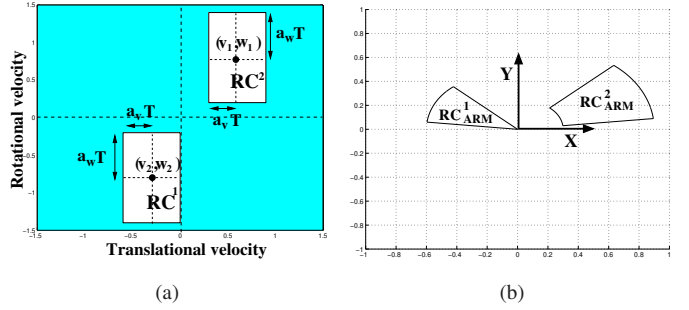 1.5
1
0.5
0
−0.5
−1
−1.5
Rotational velocity
a_wT
(v_1,w_1)
RC^2
a_vT
a_vT
a_wT
(v_2,w_2)
RC^1
−1.5 −1 −0.5 0 0.5 1 1.5
Translational velocity
(a)
1
0.8
0.6
0.4
0.2
0
0.2
0.4
0.6
0.8
1
Y
RC^1_ARM
RC^2_ARM
X
−1 −0.8 −0.6 −0.4 −0.2 0 0.2 0.4 0.6 0.8 1
(b)